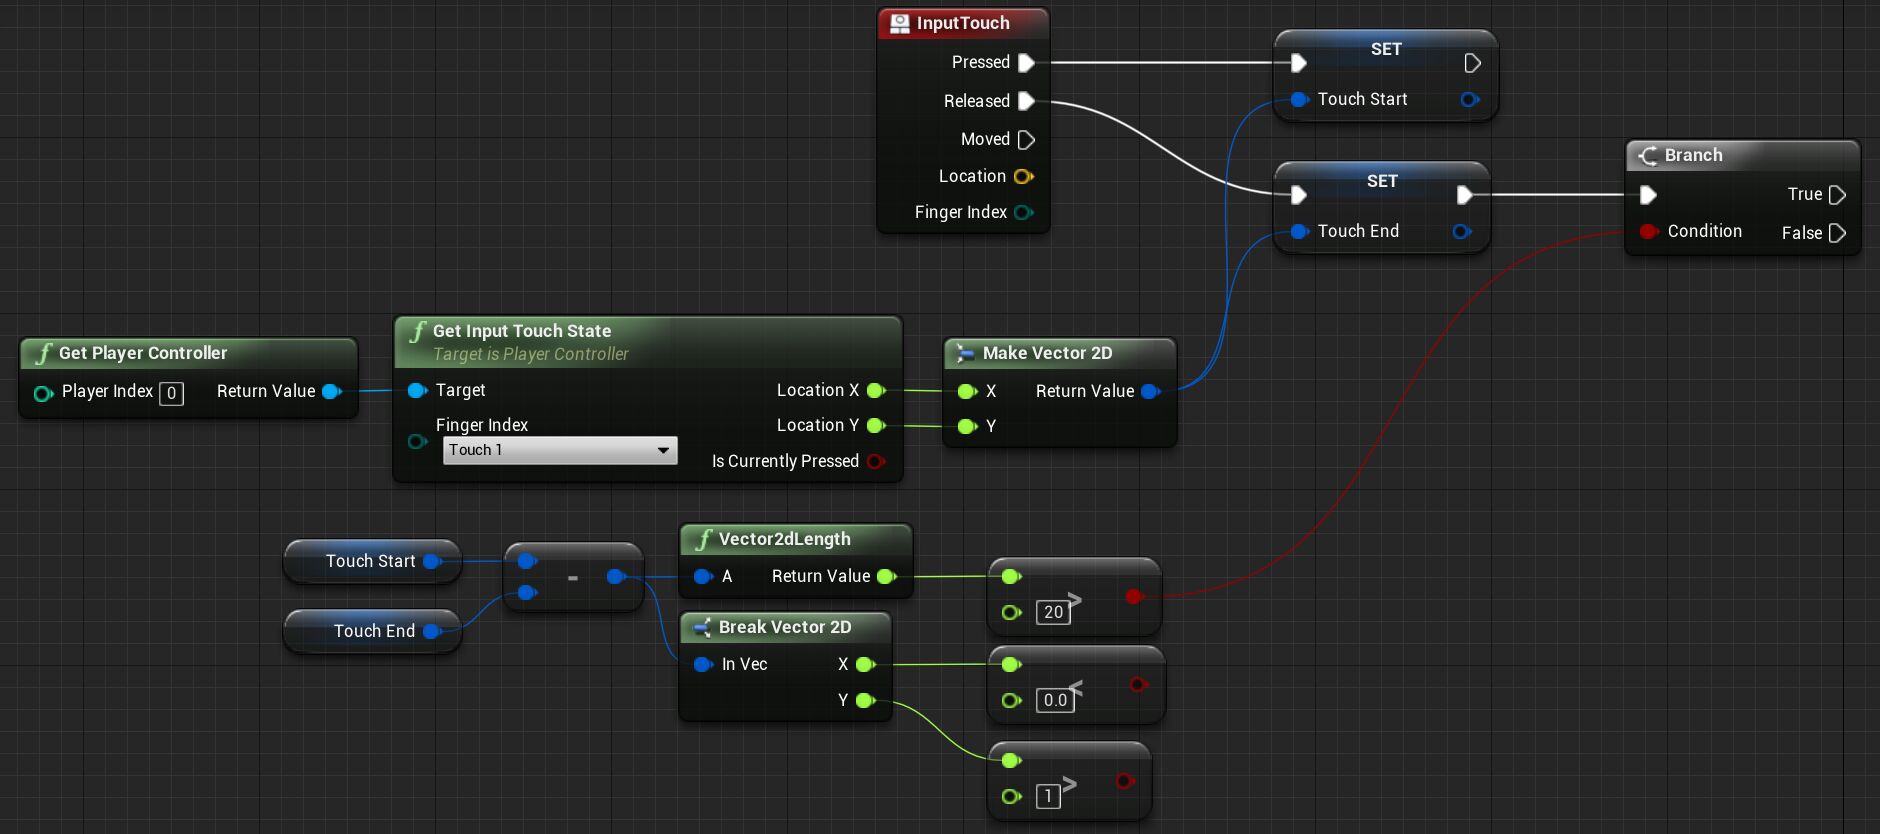 InputTouch
Pressed
Released
Moved
Location
Finger Index
SET
Touch Start
SET
Touch End
Branch
True
Condition
False
Get Player Controller
Player Index 0 Return Value
f Get Input Touch State
Target is Player Controller
Target Location X
Finger Index Location Y
Touch 1
Is Currently Pressed
Make Vector 2D
X Return Value
Y
Touch Start
Touch End
-
f Vector2dLength
A Return Value
Break Vector 2D
In Vec X
Y
20 >
0.0 <
1 >